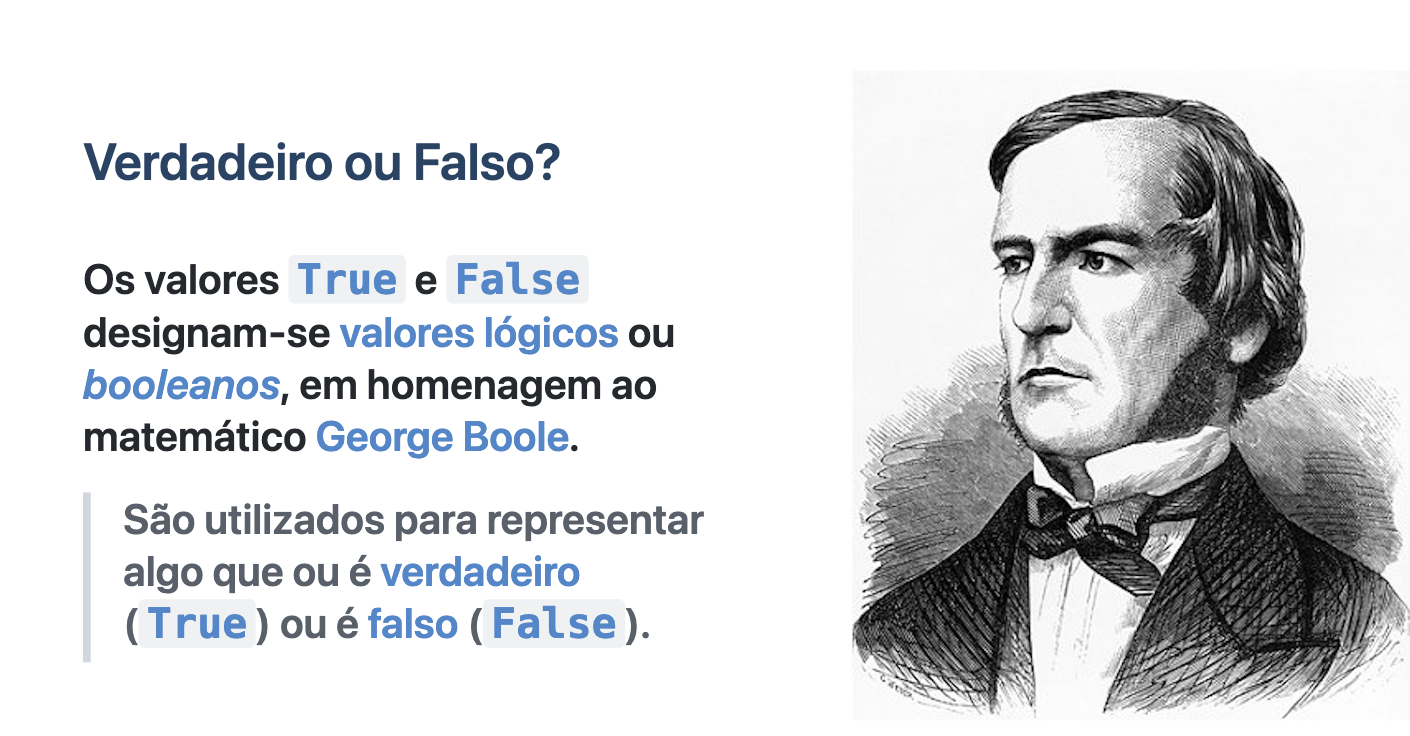 Verdadeiro ou Falso?
Os valores True e False
designam-se valores lógicos ou
booleanos, em homenagem ao
matemático George Boole.
São utilizados para representar
algo que ou é verdadeiro
(True) ou é falso (False).